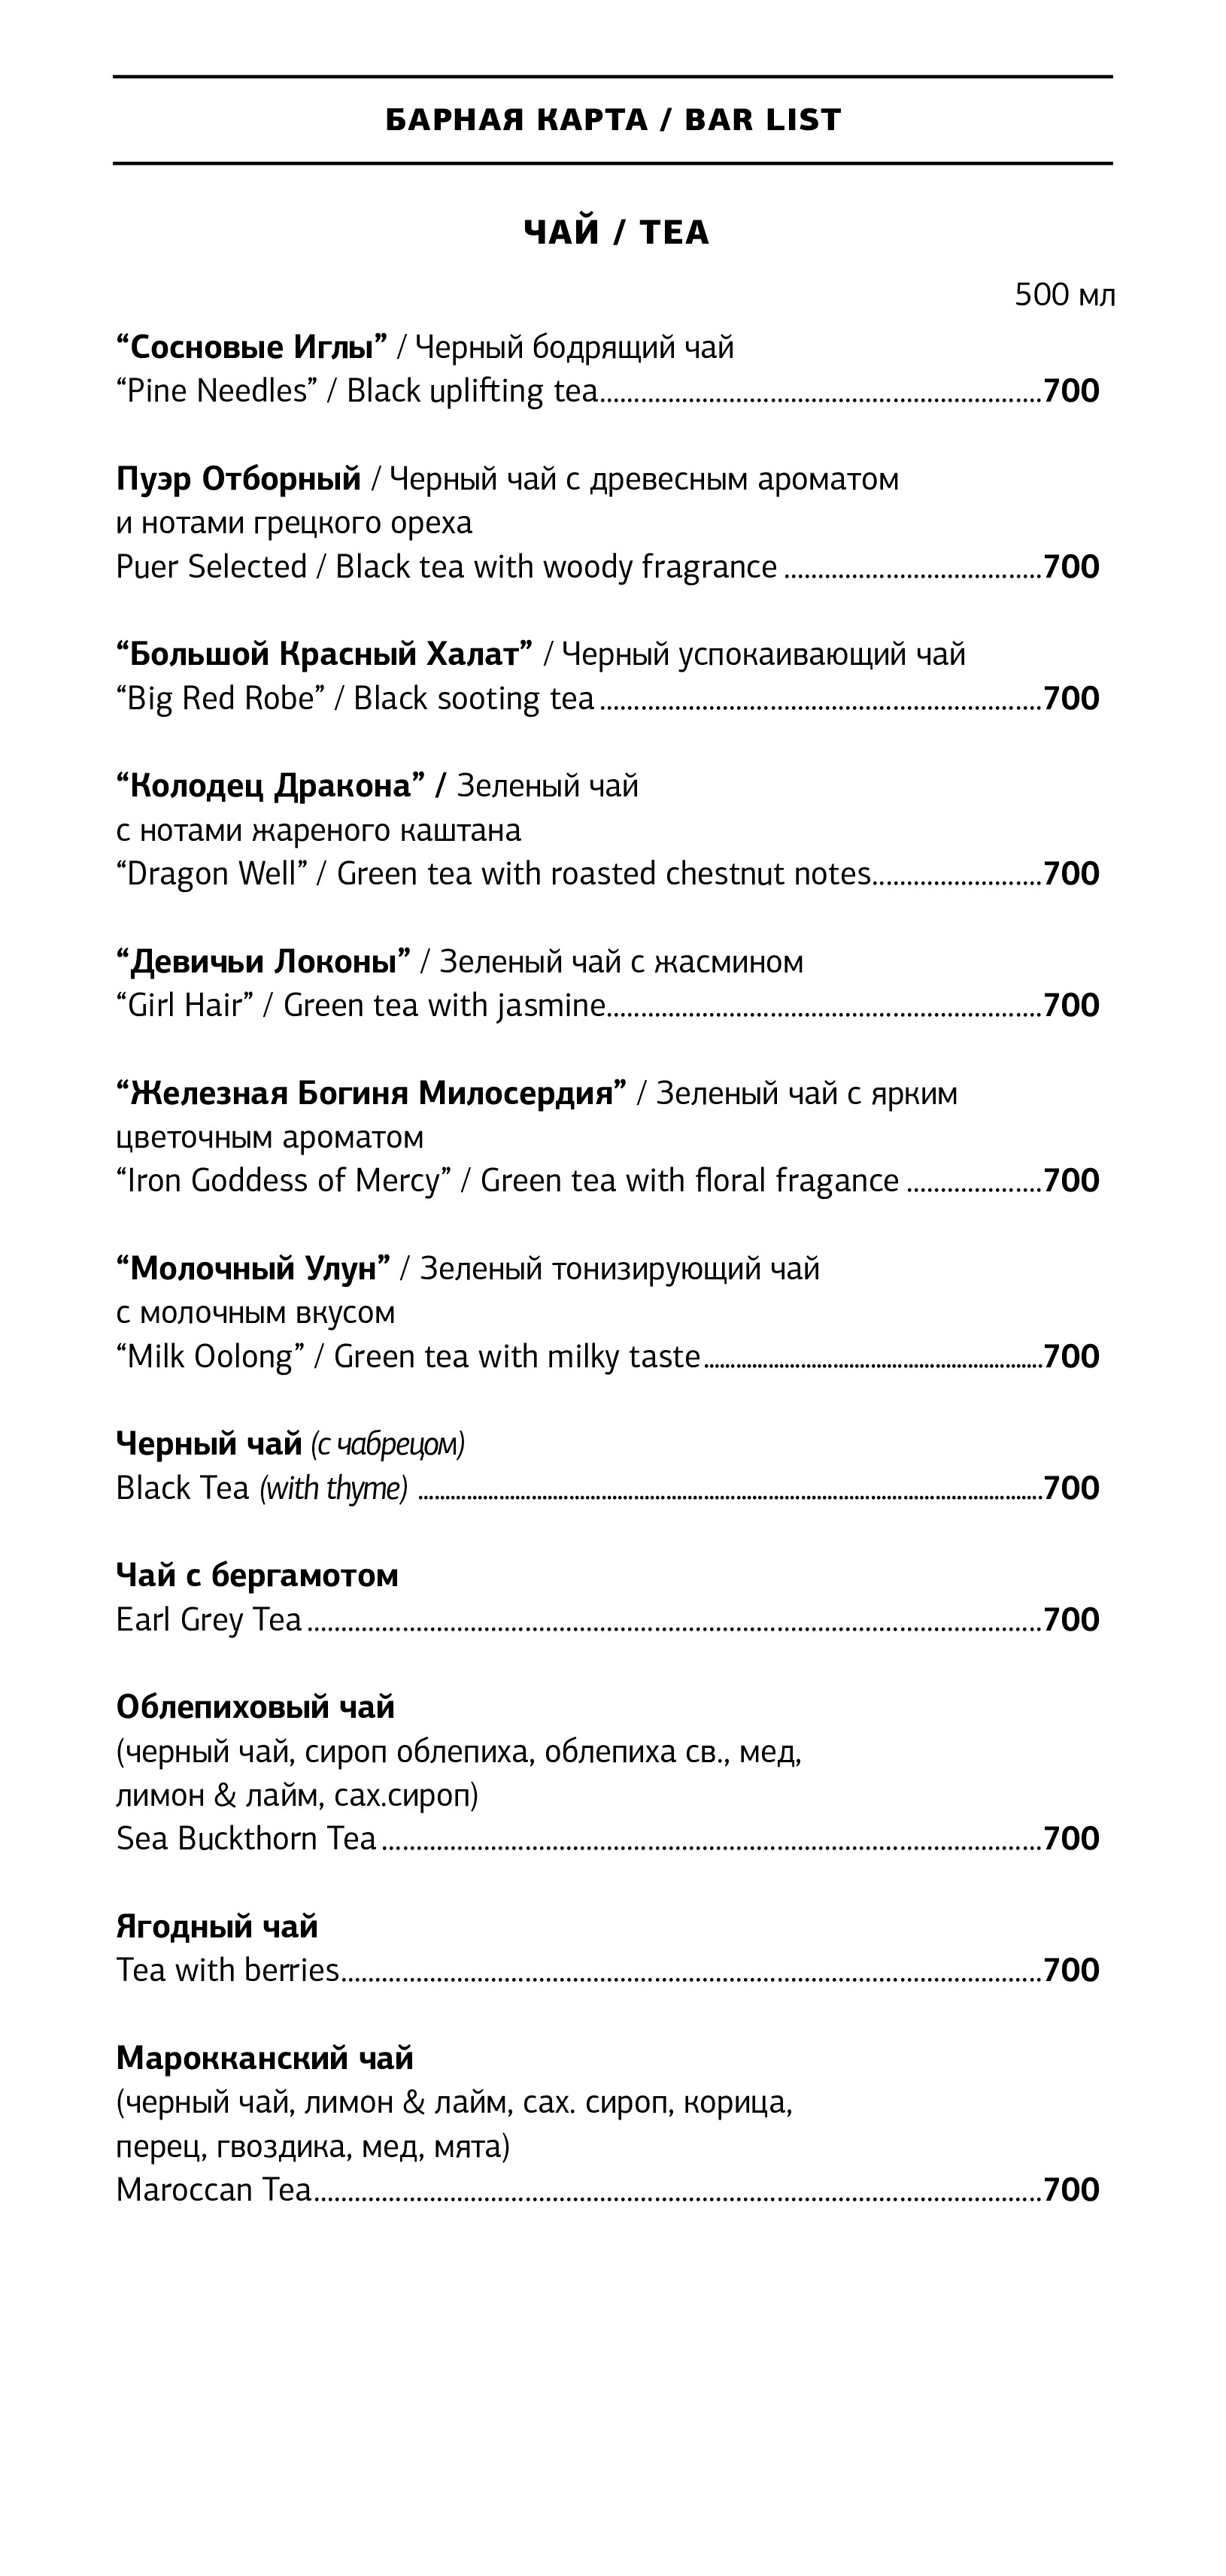 БАРНАЯ КАРТА / BAR LIST
ЧАЙ / TEA
500 мл
“Сосновые Иглы” / Черный бодрящий чай
“Pine Needles” / Black uplifting tea....................700
Пуэр Отборный / Черный чай с древесным ароматом
и нотами грецкого ореха
Puer Selected / Black tea with woody fragrance ....................700
“Большой Красный Халат” / Черный успокаивающий чай
“Big Red Robe” / Black sooting tea....................700
“Колодец Дракона” / Зеленый чай
с нотами жареного каштана
“Dragon Well” / Green tea with roasted chestnut notes....................700
“Девичьи Локоны” / Зеленый чай с жасмином
“Girl Hair” / Green tea with jasmine....................700
“Железная Богиня Милосердия” / Зеленый чай с ярким
цветочным ароматом
“Iron Goddess of Mercy” / Green tea with floral fragance ....................700
“Молочный Улун” / Зеленый тонизирующий чай
с молочным вкусом
“Milk Oolong” / Green tea with milky taste....................700
Черный чай (с чабрецом)
Black Tea (with thyme) ....................700
Чай с бергамотом
Earl Grey Tea....................700
Облепиховый чай
(черный чай, сироп облепиха, облепиха св., мед,
лимон & лайм, сах.сироп)
Sea Buckthorn Tea....................700
Ягодный чай
Tea with berries....................700
Марокканский чай
(черный чай, лимон & лайм, сах. сироп, корица,
перец, гвоздика, мед, мята)
Maroccan Tea....................700